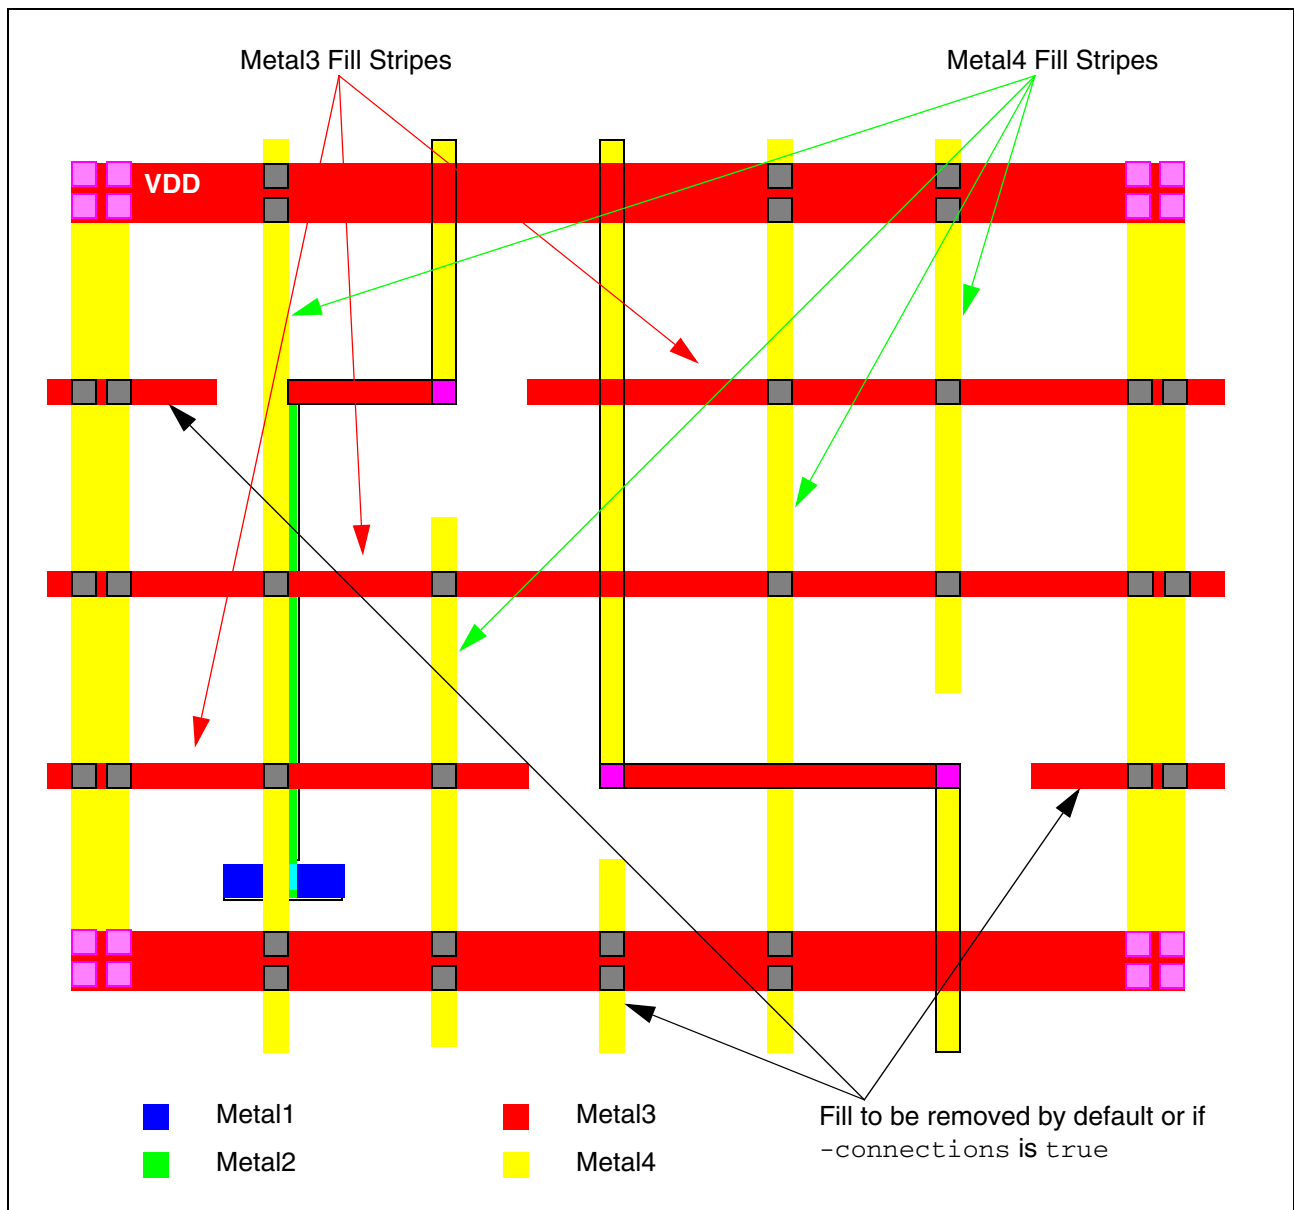 Metal3 Fill Stripes
Metal4 Fill Stripes
VDD
Metal1
Metal3
Fill to be removed by default or if
-connections is true
Metal2
Metal4